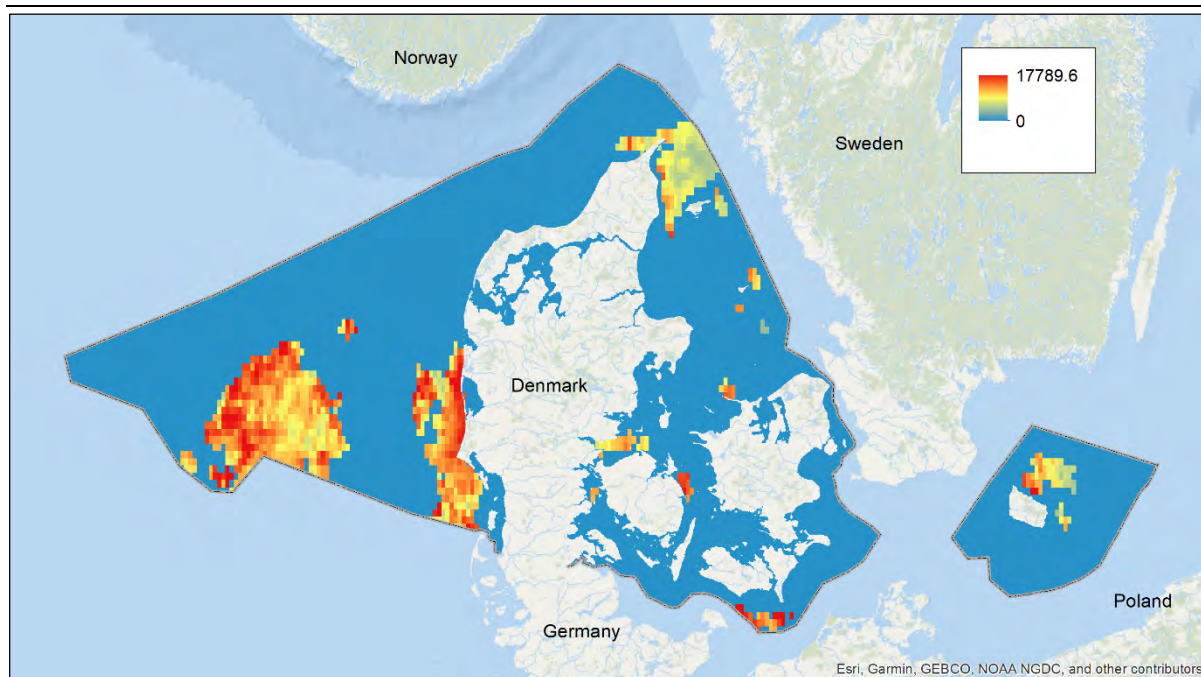 Norway
17789.6
0
Sweden
Denmark
Poland
Germany
Esri, Garmin, GEBCO, NOAA NGDC, and other contributors